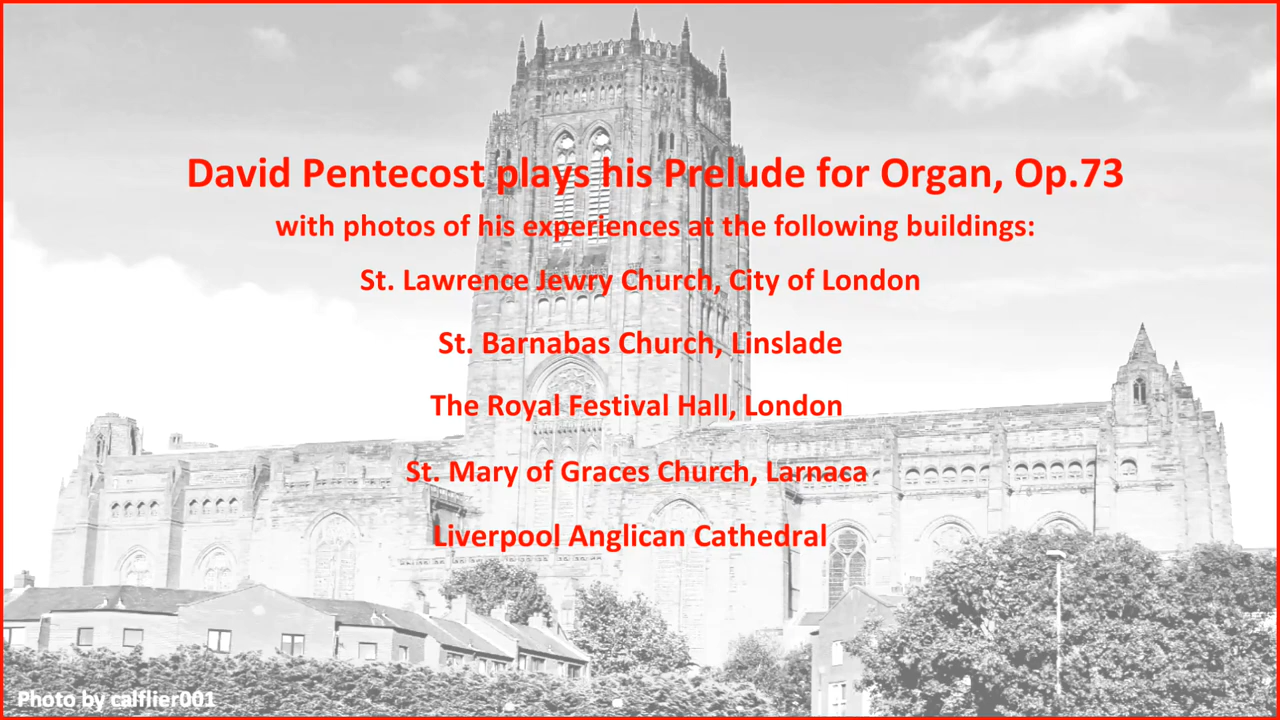 David Pentecost plays his Prelude for Organ, Op.73
with photos of his experiences at the following buildings:
St. Lawrence Jewry Church, City of London
St. Barnabas Church, Linslade
The Royal Festival Hall, London
St. Mary of Graces Church, Larnaca
Liverpool Anglican Cathedral
Photo by calflier001